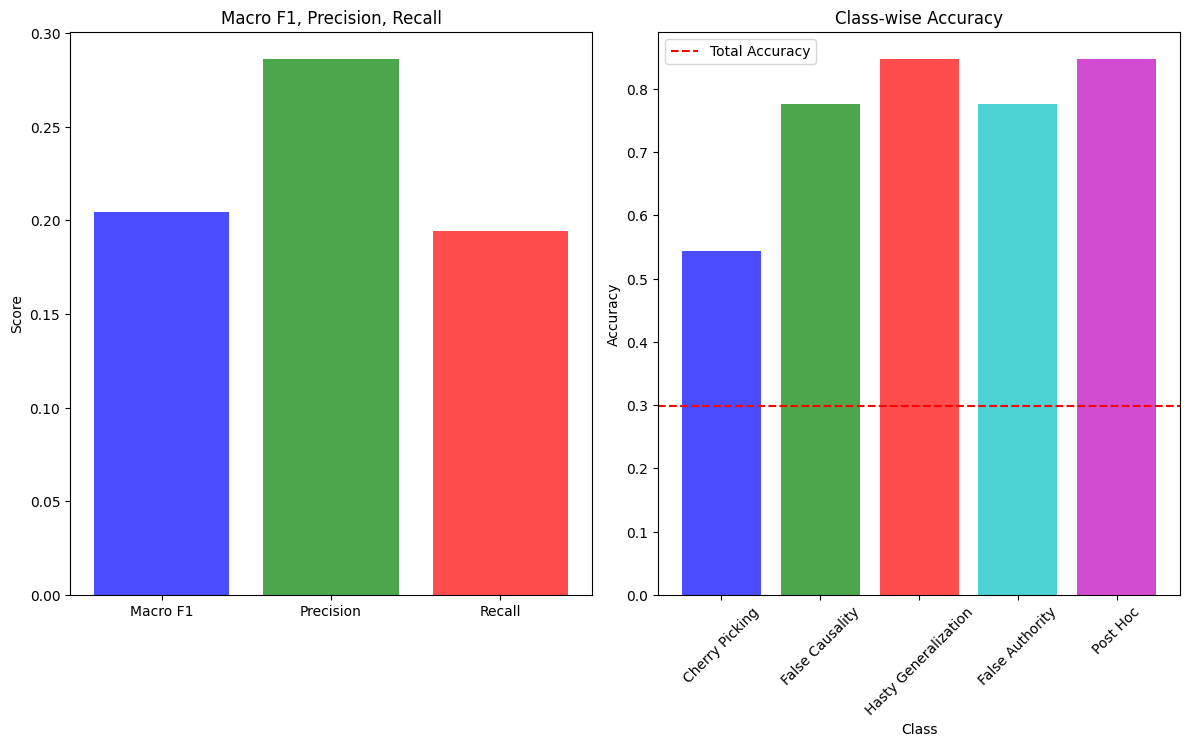 Macro F1, Precision, Recall
Score
0.30
0.25
0.20
0.15
0.10
0.05
0.00
Macro F1
Precision
Recall
Class-wise Accuracy
Total Accuracy
Accuracy
0.8
0.7
0.6
0.5
0.4
0.3
0.2
0.1
0.0
Cherry Picking
False Causality
Hasty Generalization
False Authority
Post Hoc
Class